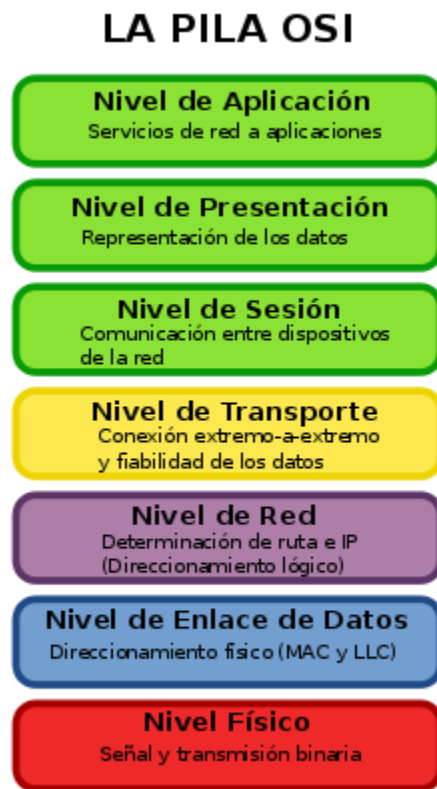 LA PILA OSI
Nivel de Aplicación
Servicios de red a aplicaciones
Nivel de Presentación
Representación de los datos
Nivel de Sesión
Comunicación entre dispositivos
de la red
Nivel de Transporte
Conexión extremo-a-extremo
y fiabilidad de los datos
Nivel de Red
Determinación de ruta e IP
(Direccionamiento lógico)
Nivel de Enlace de Datos
Direccionamiento físico (MAC y LLC)
Nivel Físico
Señal y transmisión binaria